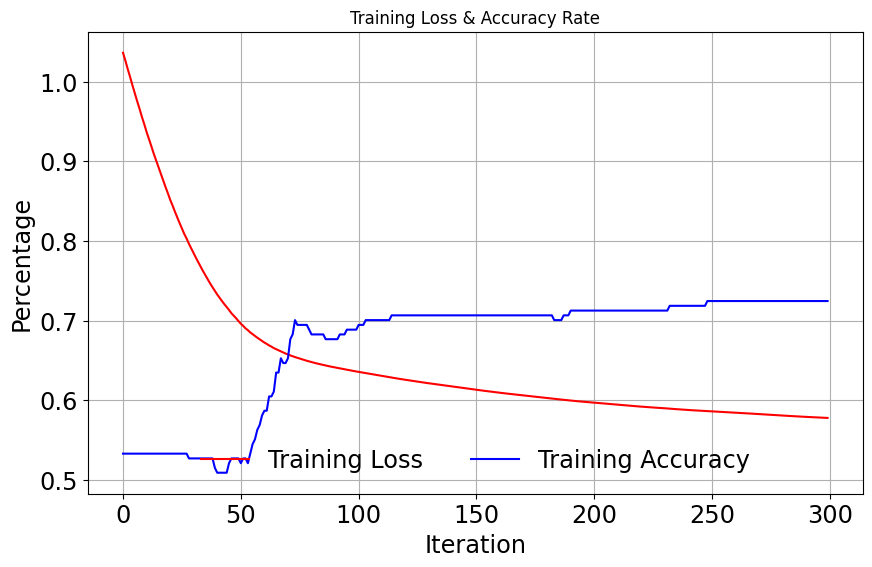 Training Loss & Accuracy Rate
Percentage
1.0
0.9
0.8
0.7
0.6
0.5
Training Loss Training Accuracy
0 50 100 150 200 250 300
Iteration